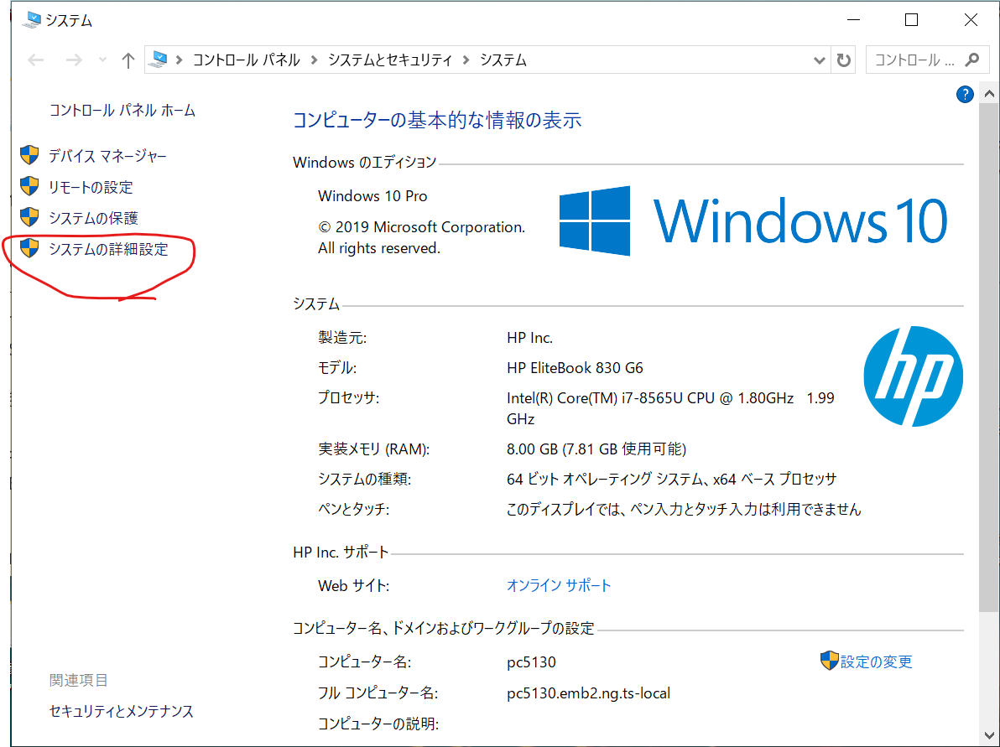 システム
コントロール パネル > システムとセキュリティ > システム
コントロール ...
コントロール パネル ホーム
デバイス マネージャー
リモートの設定
システムの保護
システムの詳細設定
関連項目
セキュリティとメンテナンス
?
コンピューターの基本的な情報の表示
Windows のエディション
Windows 10 Pro
© 2019 Microsoft Corporation.
All rights reserved.
Windows 10
システム
製造元: HP Inc.
モデル: HP EliteBook 830 G6
プロセッサ: Intel(R) Core(TM) i7-8565U CPU @ 1.80GHz 1.99
GHz
実装メモリ (RAM): 8.00 GB (7.81 GB 使用可能)
システムの種類: 64 ビット オペレーティング システム、x64 ベース プロセッサ
ペンとタッチ: このディスプレイでは、ペン入力とタッチ入力は利用できません
hp
HP Inc. サポート
Web サイト: オンライン サポート
コンピューター名、ドメインおよびワークグループの設定
コンピューター名: pc5130
設定の変更
フル コンピューター名: pc5130.emb2.ng.ts-local
コンピューターの説明: